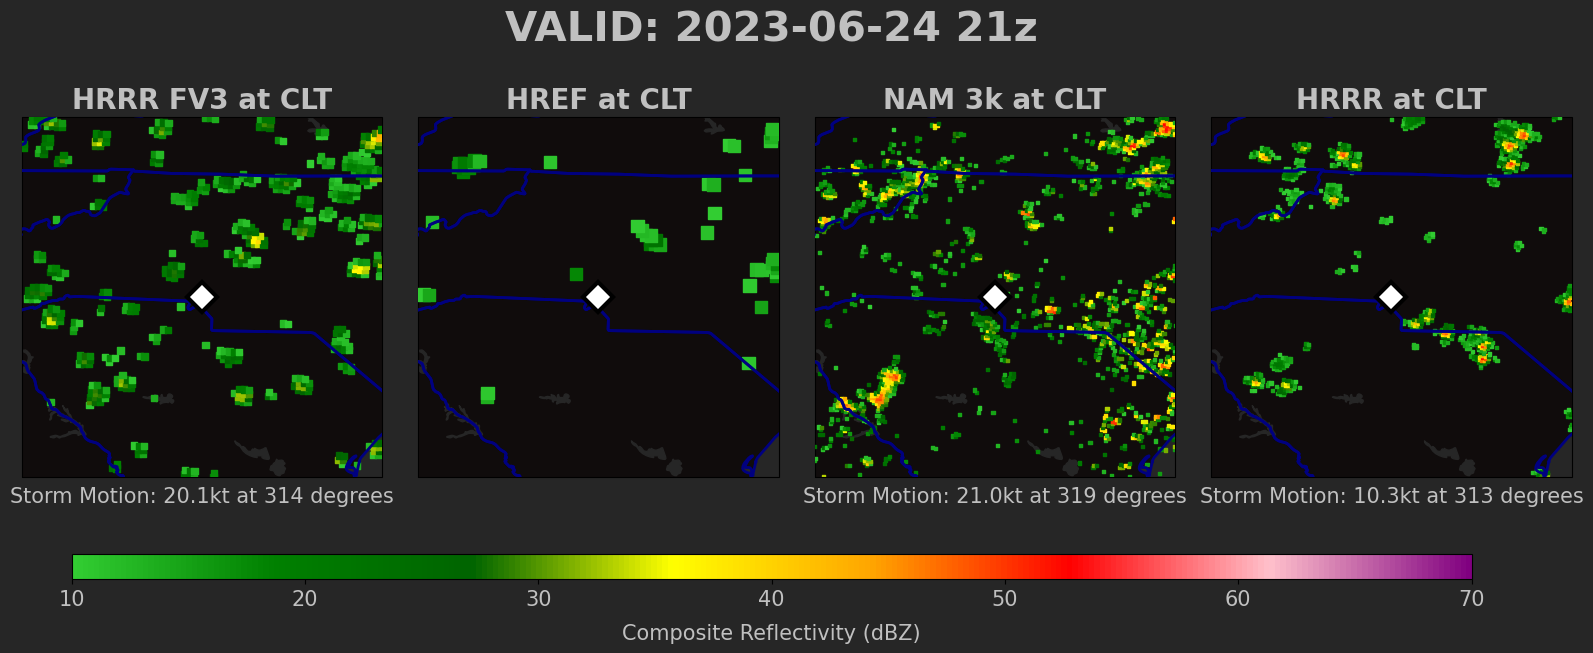 VALID: 2023-06-24 21z
HRRR FV3 at CLT
HREF at CLT
NAM 3k at CLT
HRRR at CLT
Storm Motion: 20.1kt at 314 degrees
Storm Motion: 21.0kt at 319 degrees
Storm Motion: 10.3kt at 313 degrees
10 20 30 40 50 60 70
Composite Reflectivity (dBZ)